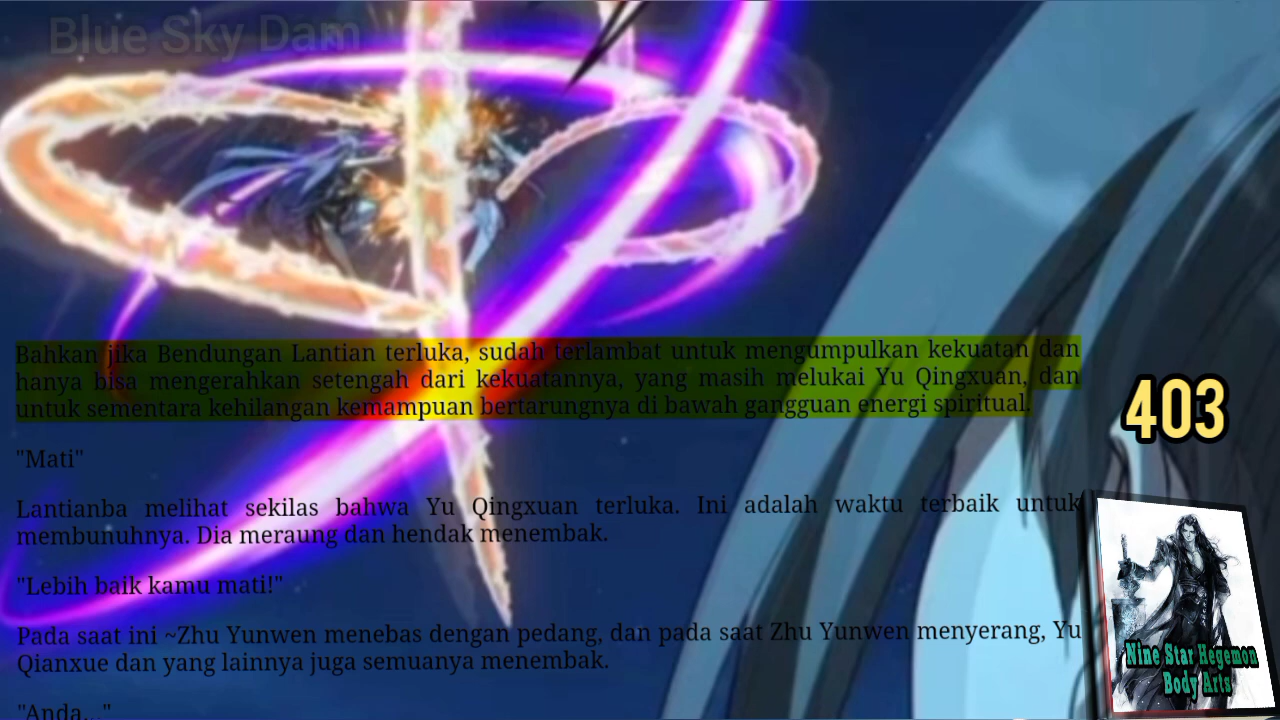 Blue Sky Dam
Bahkan jika Bendungan Lantian terluka, sudah terlambat untuk mengumpulkan kekuatan dan
hanya bisa mengerahkan setengah dari kekuatannya, yang masih melukai Yu Qingxuan, dan
untuk sementara kehilangan kemampuan bertarungnya di bawah gangguan energi spiritual.
"Mati"
Lantianba melihat sekilas bahwa Yu Qingxuan terluka. Ini adalah waktu terbaik untuk
membunuhnya. Dia meraung dan hendak menembak.
"Lebih baik kamu mati!"
Pada saat ini ~Zhu Yunwen menebas dengan pedang, dan pada saat Zhu Yunwen menyerang, Yu
Qianxue dan yang lainnya juga semuanya menembak.
"Anda..."
403
Nine Star Hegemon
Body Arts